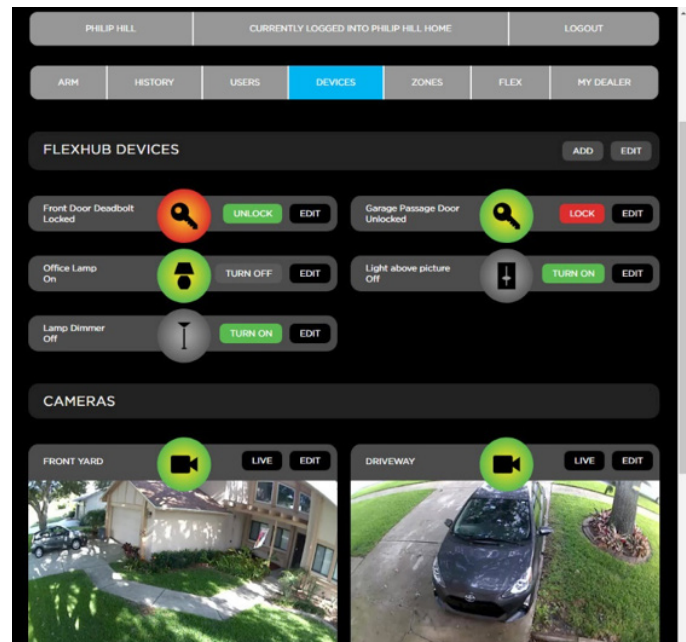 PHILIP HILL
CURRENTLY LOGGED INTO PHILIP HILL HOME
LOGOUT
ARM
HISTORY
USERS
DEVICES
ZONES
FLEX
MY DEALER
FLEXHUB DEVICES
ADD
EDIT
Front Door Deadbolt
Locked
UNLOCK
EDIT
Garage Passage Door
Unlocked
LOCK
EDIT
Office Lamp
On
TURN OFF
EDIT
Light above picture
Off
TURN ON
EDIT
Lamp Dimmer
Off
TURN ON
EDIT
CAMERAS
FRONT YARD
LIVE
EDIT
DRIVEWAY
LIVE
EDIT